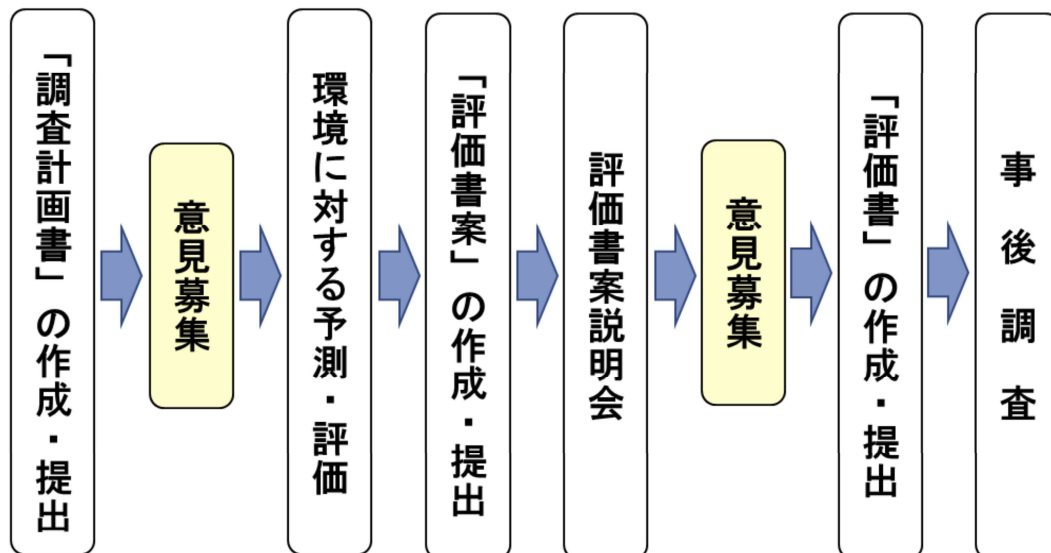 「調査計画書」の作成・提出
意見募集
環境に対する予測・評価
「評価書案」の作成・提出
評価書案説明会
意見募集
「評価書」の作成・提出
事後調査